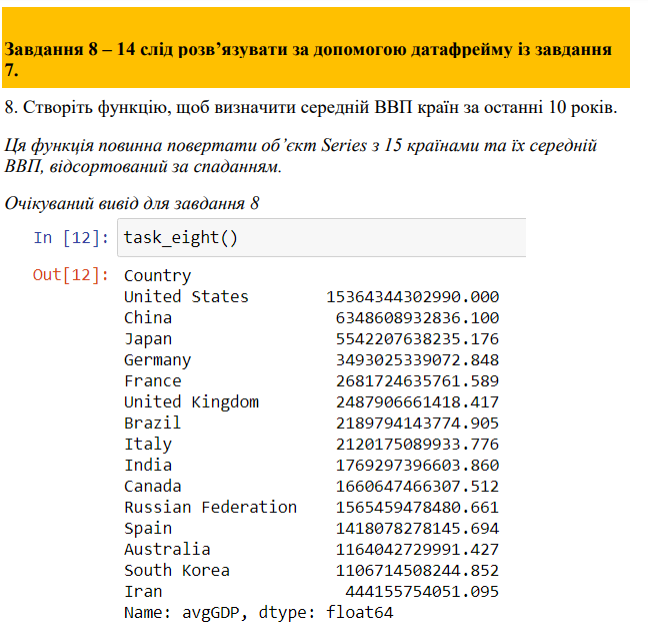 Завдання 8 – 14 слід розв’язувати за допомогою датафрейму із завдання
7.
8. Створіть функцію, щоб визначити середній ВВП країн за останні 10 років.
Ця функція повинна повертати об’єкт Series з 15 країнами та їх середній
ВВП, відсортований за спаданням.
Очікуваний вивід для завдання 8
In [12]: task_eight()
Out[12]: Country
United States 15364344302990.000
China 6348608932836.100
Japan 5542207638235.176
Germany 3493025339072.848
France 2681724635761.589
United Kingdom 2487906661418.417
Brazil 2189794143774.905
Italy 2120175089933.776
India 1769297396603.860
Canada 1660647466307.512
Russian Federation 1565459478480.661
Spain 1418078278145.694
Australia 1164042729991.427
South Korea 1106714508244.852
Iran 444155754051.095
Name: avgGDP, dtype: float64